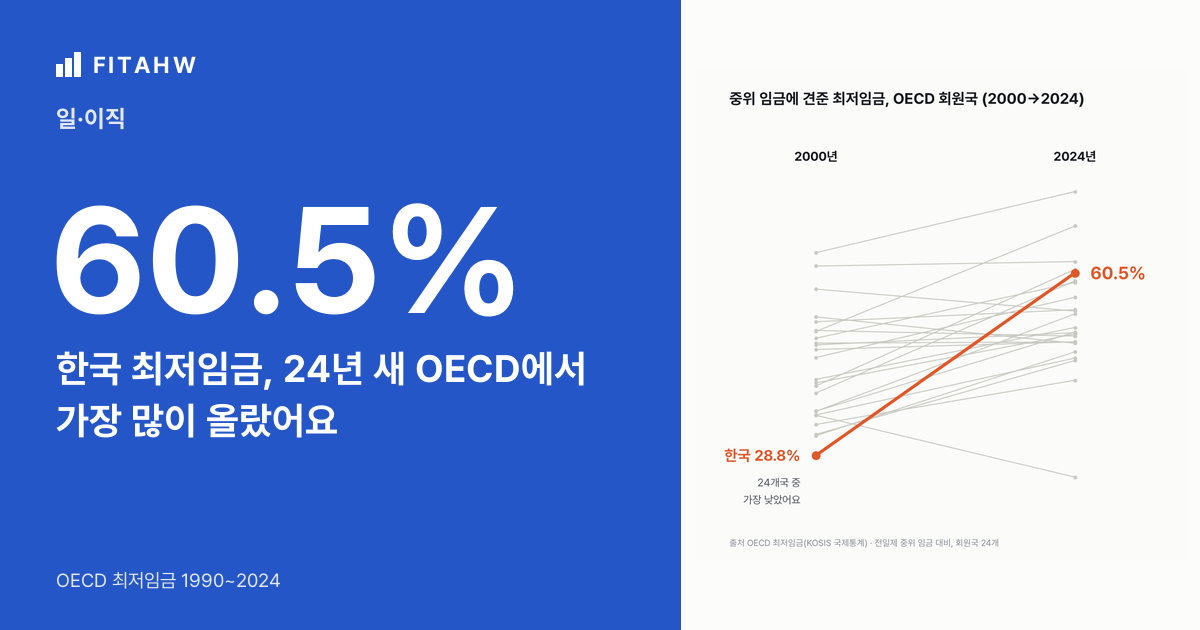 FITAHW
일·이직
60.5%
한국 최저임금, 24년 새 OECD에서
가장 많이 올랐어요
OECD 최저임금 1990~2024
중위 임금에 견준 최저임금, OECD 회원국 (2000→2024)
2000년
2024년
60.5%
한국 28.8%
24개국 중
가장 낮았어요
출처 OECD 최저임금(KOSIS 국제통계) · 전일제 중위 임금 대비, 회원국 24개